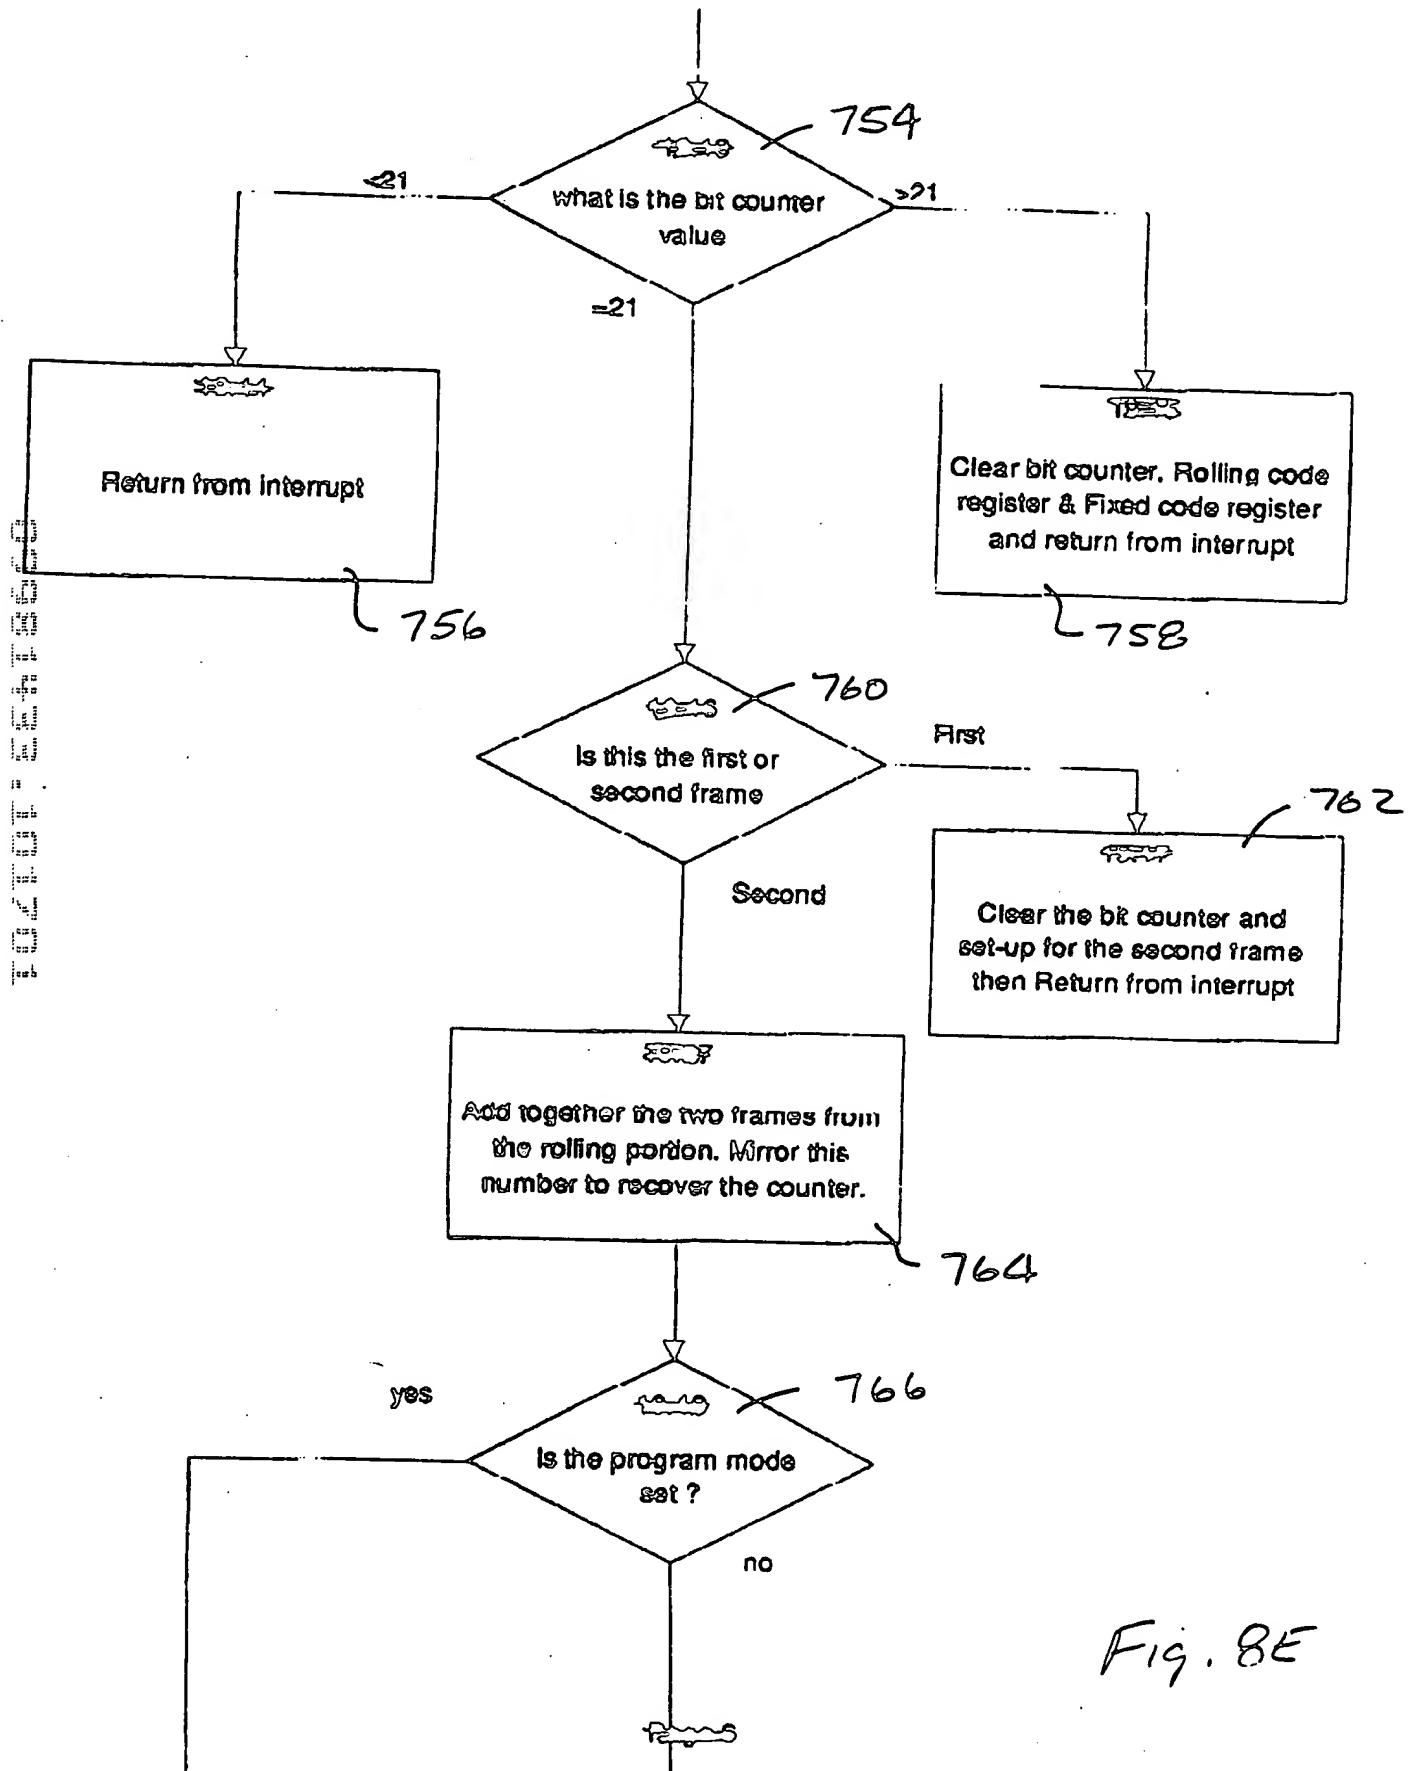 754
what is the bit counter
value
<21
>21
=21
Return from interrupt
756
Clear bit counter. Rolling code
register & Fixed code register
and return from interrupt
758
760
Is this the first or
second frame
First
762
Clear the bit counter and
set-up for the second frame
then Return from interrupt
Second
Add together the two frames from
the rolling portion. Mirror this
number to recover the counter.
764
766
yes
Is the program mode
set ?
no
Fig. 8E
09981433.101701